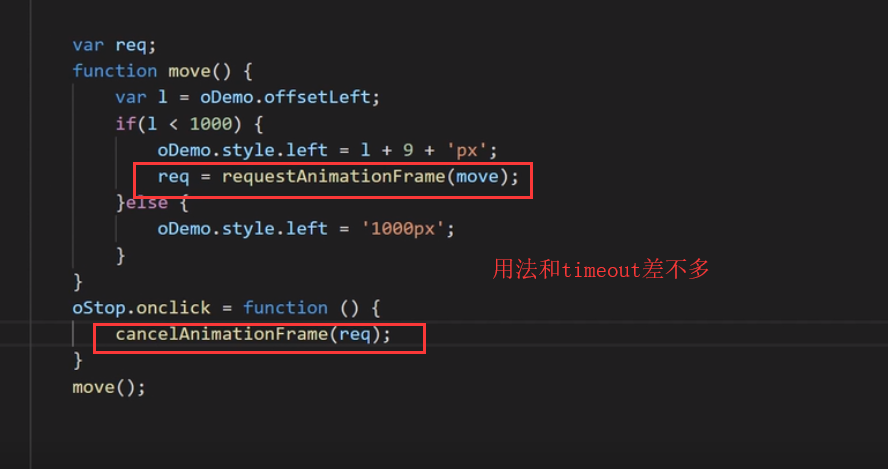 var req;
function move() {
var l = oDemo.offsetLeft;
if(l < 1000) {
oDemo.style.left = l + 9 + 'px';
req = requestAnimationFrame(move);
}else {
oDemo.style.left = '1000px';
}
用法和timeout差不多
}
oStop.onclick = function () {
cancelAnimationFrame(req);
}
move();